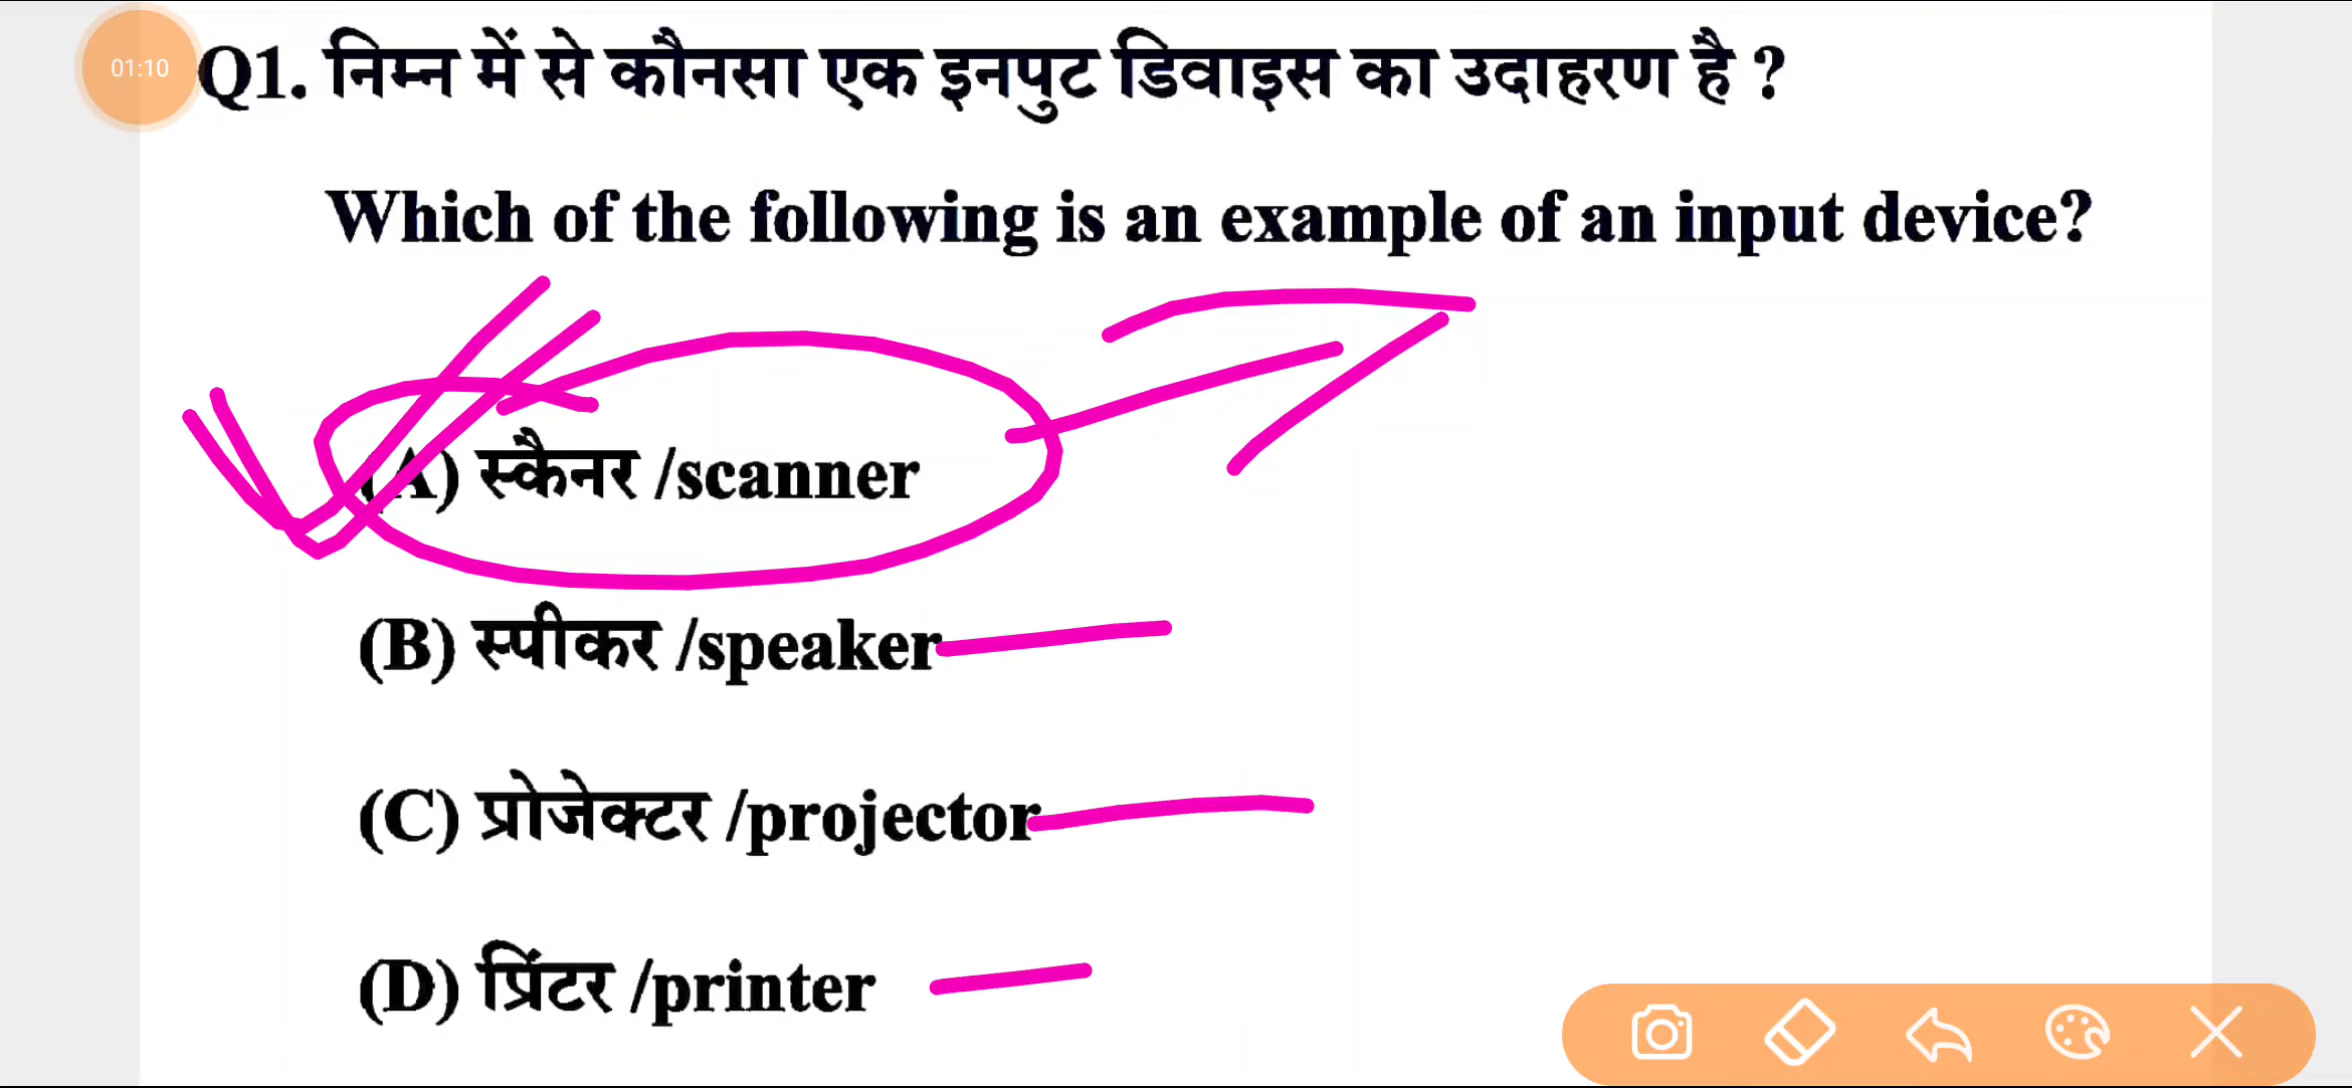 01:10
Q1. निम्न में से कौनसा एक इनपुट डिवाइस का उदाहरण है ?
Which of the following is an example of an input device?
(A) स्कैनर /scanner
(B) स्पीकर /speaker
(C) प्रोजेक्टर /projector
(D) प्रिंटर /printer